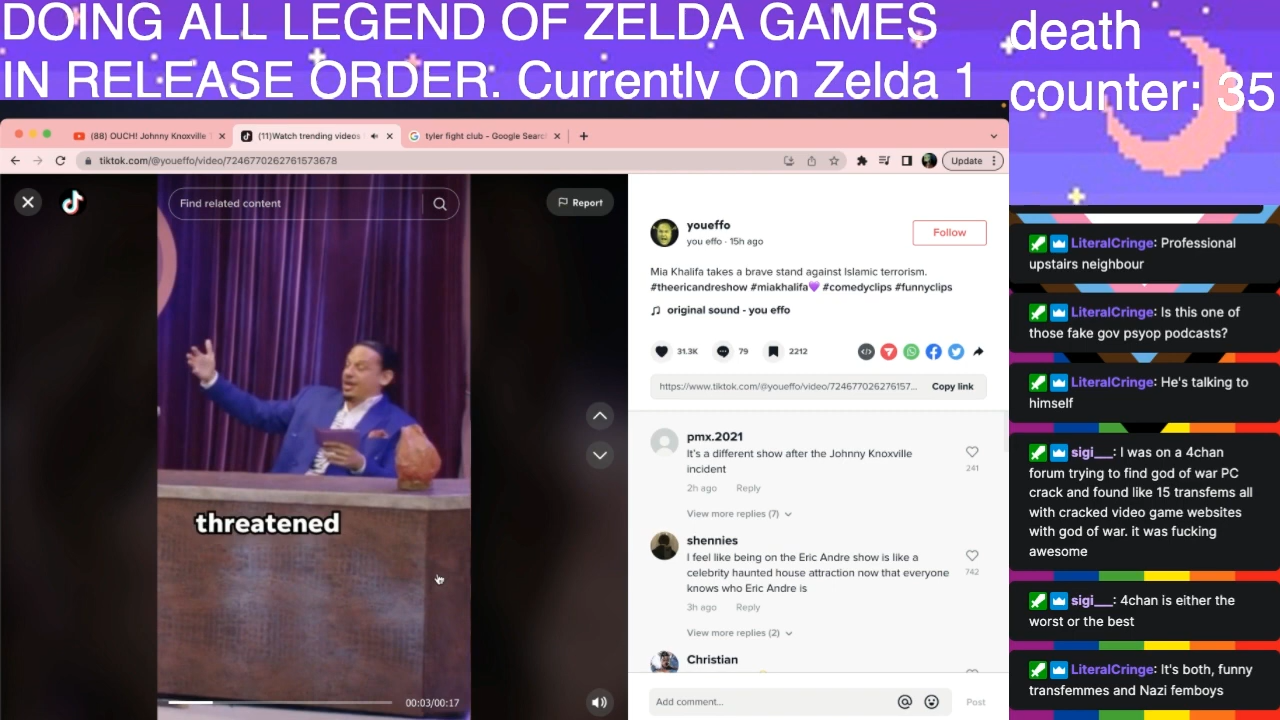 DOING ALL LEGEND OF ZELDA GAMES
IN RELEASE ORDER. Currently On Zelda 1
death
counter: 35
(88) OUCH! Johnny Knoxville
(11)Watch trending videos
tyler fight club - Google Searc
tiktok.com/@youeffo/video/7246770262761573678
Update
Find related content
Report
threatened
00:03/00:17
youeffo
you effo · 15h ago
Follow
Mia Khalifa takes a brave stand against Islamic terrorism.
#theericandreshow #miakhalifa💜 #comedyclips #funnyclips
original sound - you effo
31.3K
79
2212
https://www.tiktok.com/@youeffo/video/724677026276157...
Copy link
pmx.2021
It's a different show after the Johnny Knoxville
incident
241
2h ago
Reply
View more replies (7)
shennies
I feel like being on the Eric Andre show is like a
celebrity haunted house attraction now that everyone
knows who Eric Andre is
742
3h ago
Reply
View more replies (2)
Christian
Add comment...
Post
LiteralCringe: Professional
upstairs neighbour
LiteralCringe: Is this one of
those fake gov psyop podcasts?
LiteralCringe: He's talking to
himself
sigi__: I was on a 4chan
forum trying to find god of war PC
crack and found like 15 transfems all
with cracked video game websites
with god of war. it was fucking
awesome
sigi__: 4chan is either the
worst or the best
LiteralCringe: It's both, funny
transfemmes and Nazi femboys